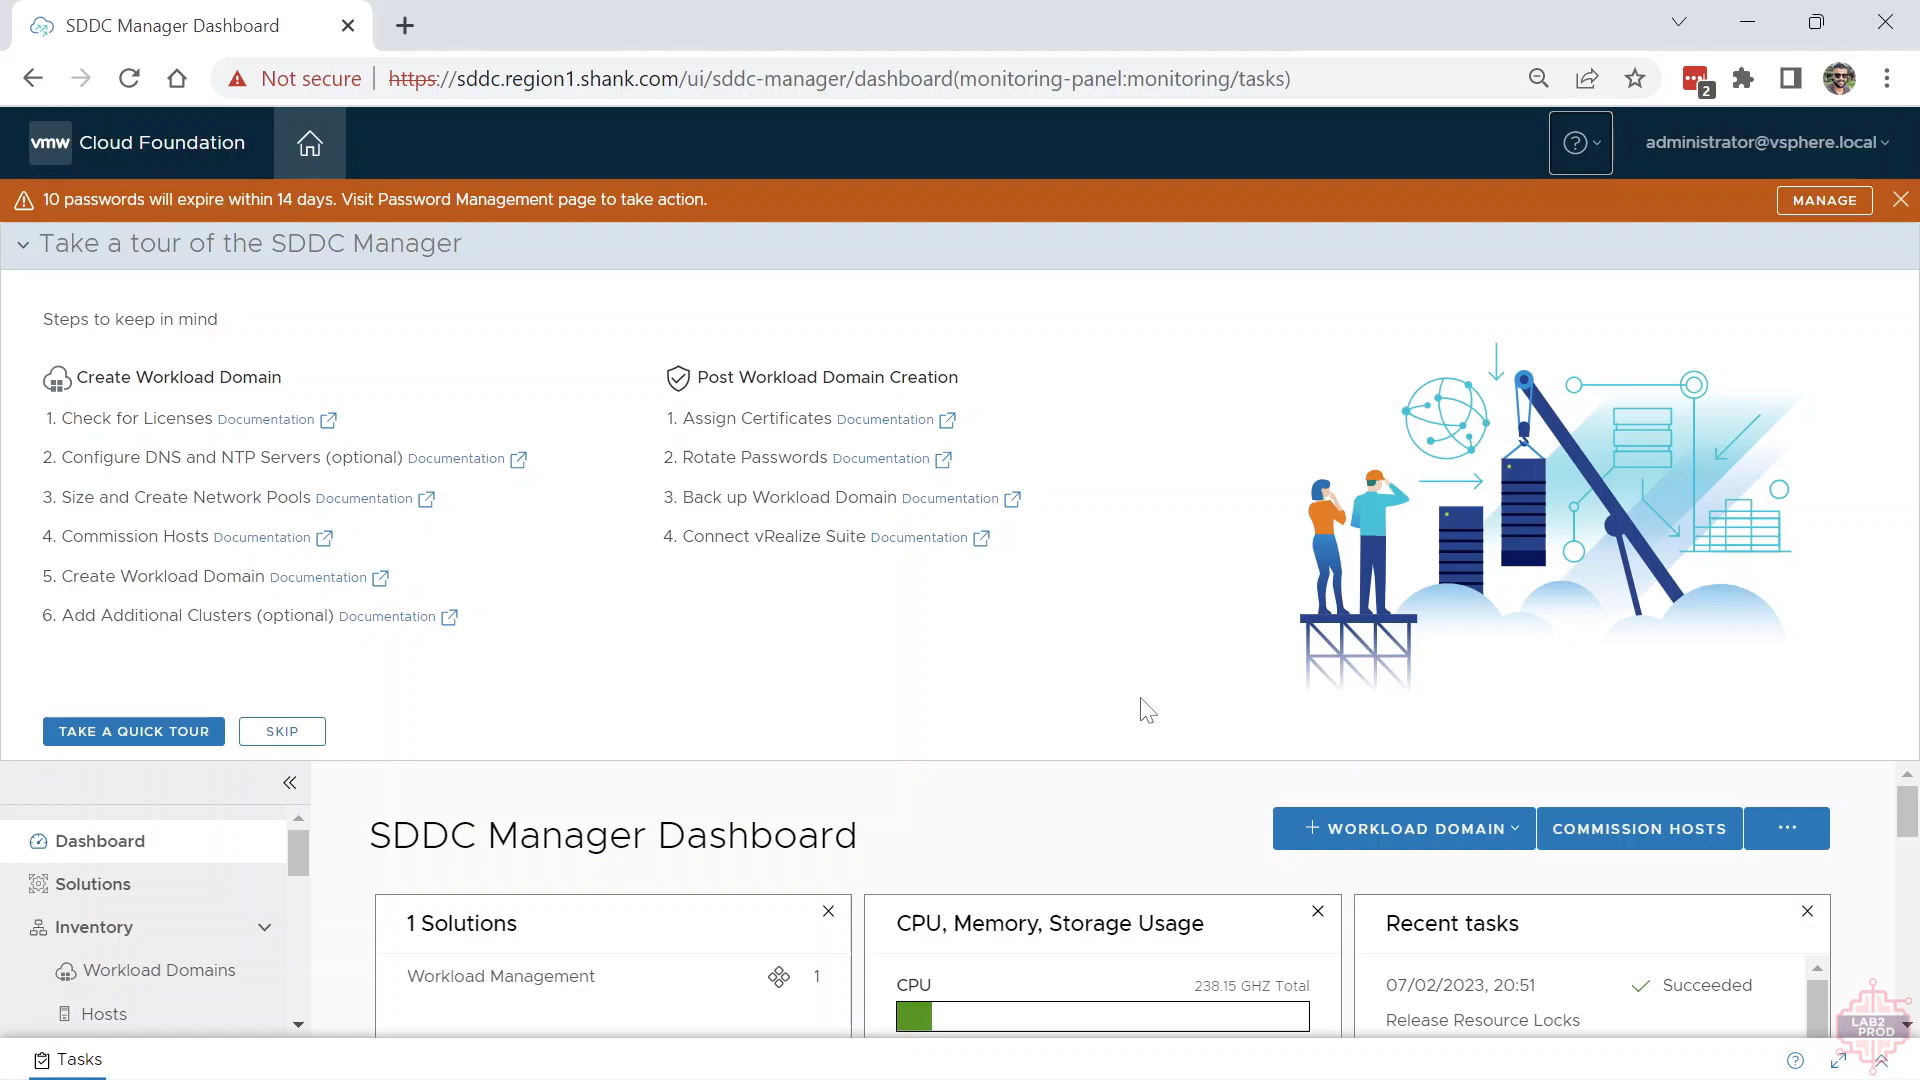 SDDC Manager Dashboard
Not secure
https://sddc.region1.shank.com/ui/sddc-manager/dashboard(monitoring-panel:monitoring/tasks)
2
vmw Cloud Foundation
administrator@vsphere.local
10 passwords will expire within 14 days. Visit Password Management page to take action.
MANAGE
Take a tour of the SDDC Manager
Steps to keep in mind
Create Workload Domain
1. Check for Licenses Documentation
2. Configure DNS and NTP Servers (optional) Documentation
3. Size and Create Network Pools Documentation
4. Commission Hosts Documentation
5. Create Workload Domain Documentation
6. Add Additional Clusters (optional) Documentation
Post Workload Domain Creation
1. Assign Certificates Documentation
2. Rotate Passwords Documentation
3. Back up Workload Domain Documentation
4. Connect vRealize Suite Documentation
TAKE A QUICK TOUR
SKIP
Dashboard
Solutions
Inventory
Workload Domains
Hosts
SDDC Manager Dashboard
+ WORKLOAD DOMAIN
COMMISSION HOSTS
...
1 Solutions
Workload Management 1
CPU, Memory, Storage Usage
CPU 238.15 GHZ Total
Recent tasks
07/02/2023, 20:51 Succeeded
Release Resource Locks
Tasks
LAB2
PROD